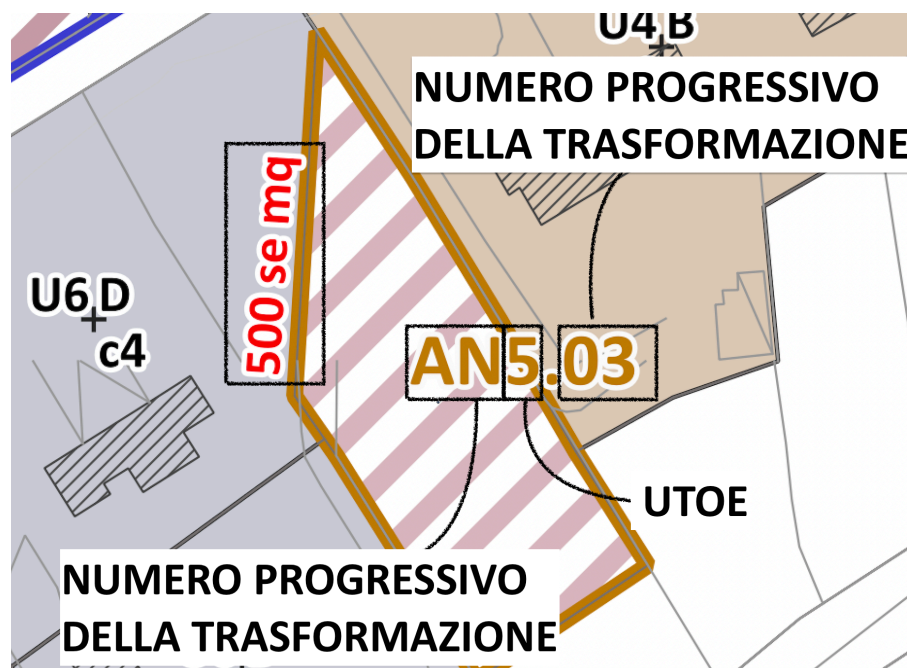 U4 B
NUMERO PROGRESSIVO
DELLA TRASFORMAZIONE
500 se mq
U6 D
c4
AN5.03
UTOE
NUMERO PROGRESSIVO
DELLA TRASFORMAZIONE